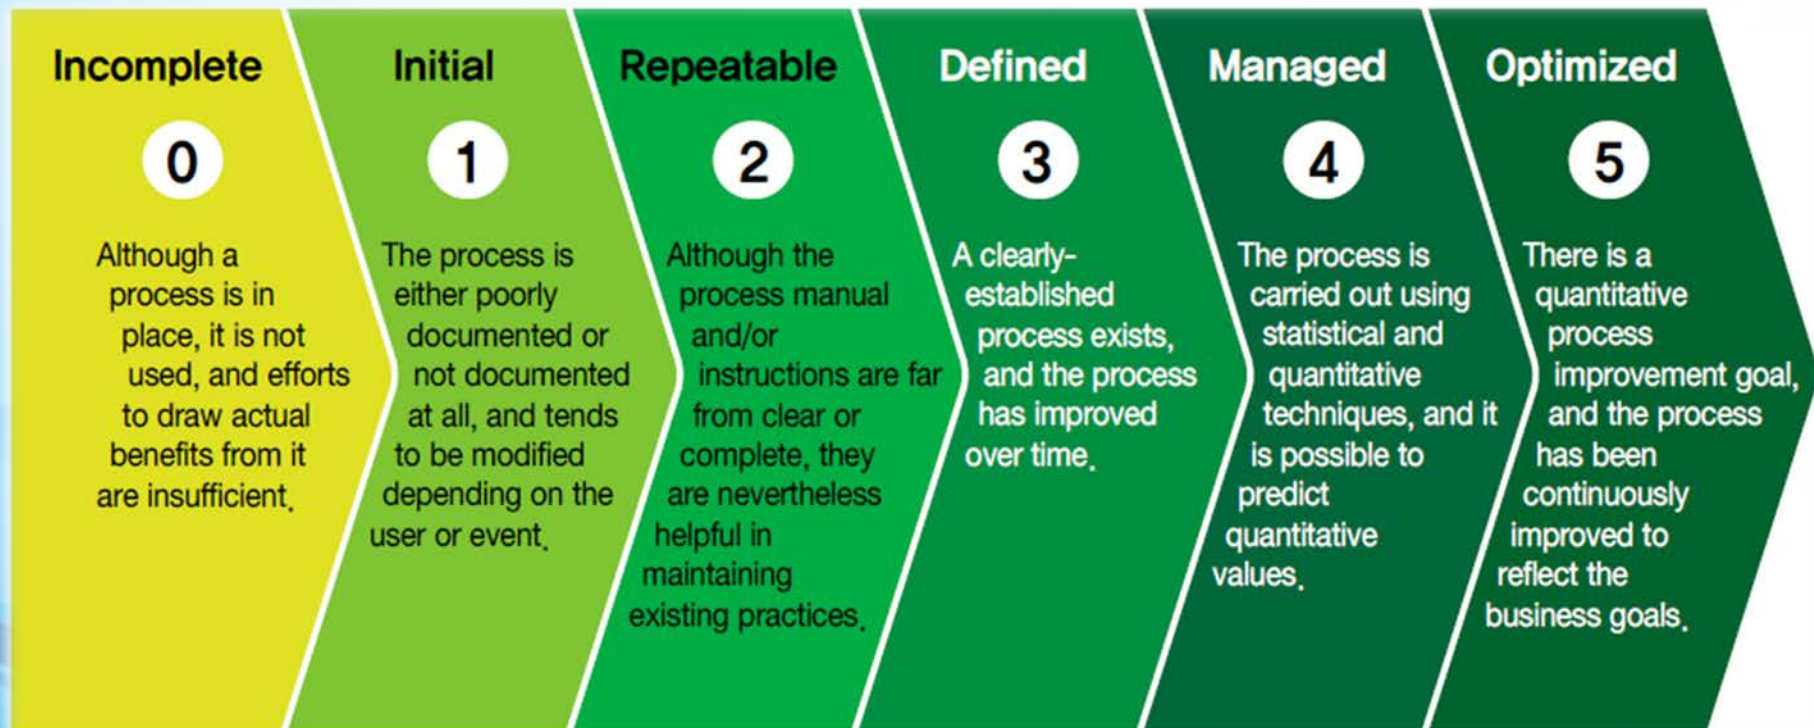 Incomplete
0
Although a
process is in
place, it is not
used, and efforts
to draw actual
benefits from it
are insufficient.
Initial
1
The process is
either poorly
documented or
not documented
at all, and tends
to be modified
depending on the
user or event.
Repeatable
2
Although the
process manual
and/or
instructions are far
from clear or
complete, they
are nevertheless
helpful in
maintaining
existing practices.
Defined
3
A clearly-
established
process exists,
and the process
has improved
over time.
Managed
4
The process is
carried out using
statistical and
quantitative
techniques, and it
is possible to
predict
quantitative
values.
Optimized
5
There is a
quantitative
process
improvement goal,
and the process
has been
continuously
improved to
reflect the
business goals.